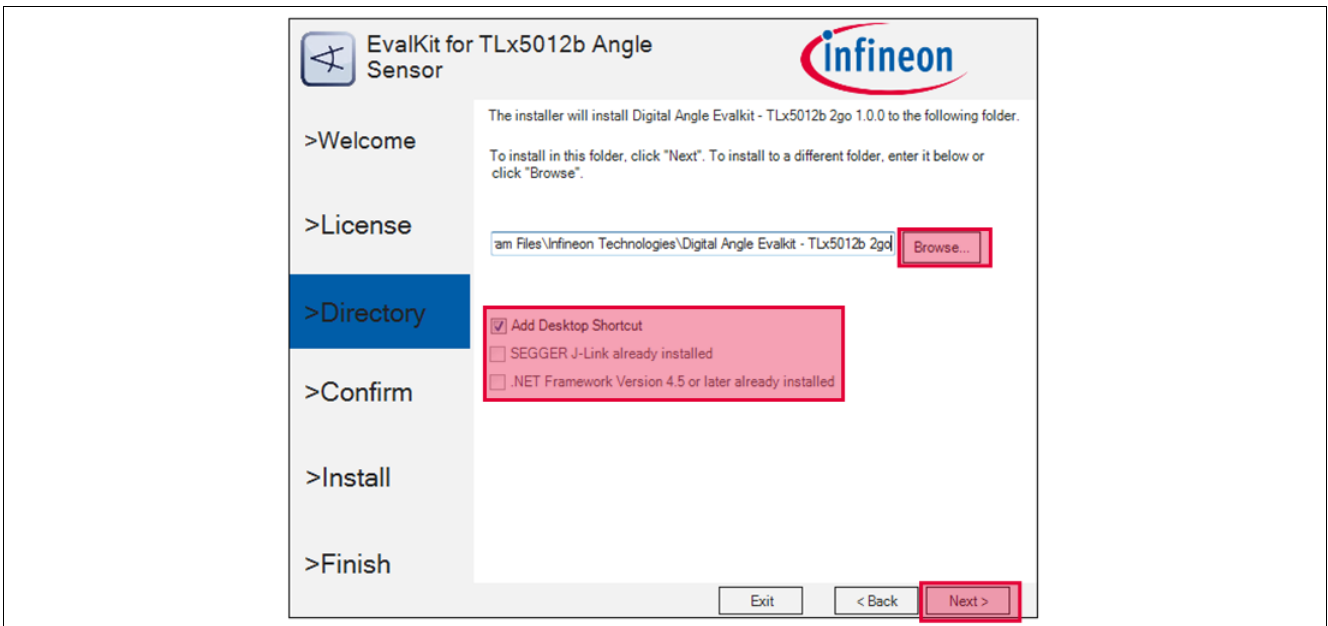 EvalKit for TLx5012b Angle
Sensor
infineon
>Welcome
>License
>Directory
>Confirm
>Install
>Finish
The installer will install Digital Angle Evalkit - TLx5012b 2go 1.0.0 to the following folder.
To install in this folder, click "Next". To install to a different folder, enter it below or
click "Browse".
am Files\Infineon Technologies\Digital Angle Evalkit - TLx5012b 2go
Browse...
Add Desktop Shortcut
SEGGER J-Link already installed
.NET Framework Version 4.5 or later already installed
Exit
< Back
Next >